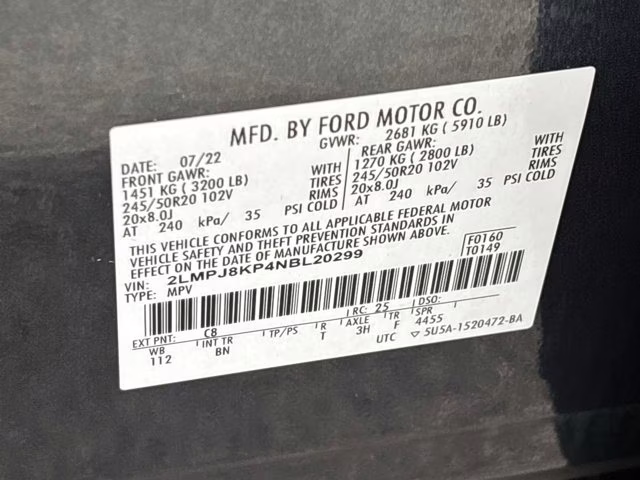 MFD. BY FORD MOTOR CO.
DATE: 07/22 GVWR: 2681 KG (5910 LB)
FRONT GAWR: REAR GAWR:
1451 KG (3200 LB) 1270 KG (2800 LB)
245/50R20 102V TIRES 245/50R20 102V TIRES
20x8.0J RIMS 20x8.0J RIMS
AT 240 kPa/ 35 PSI COLD AT 240 kPa/ 35 PSI COLD
THIS VEHICLE CONFORMS TO ALL APPLICABLE FEDERAL MOTOR
VEHICLE SAFETY AND THEFT PREVENTION STANDARDS IN
EFFECT ON THE DATE OF MANUFACTURE SHOWN ABOVE.
VIN: 2LMPJ8KP4NBL20299 F0160
TYPE: MPV T0149
EXT PNT: C8 RC: 25 DSO:
WB INT TR TP/PS R AXLE TR SPR
112 BN T 3H F 4455
UTC ▽5U5A-1520472-BA